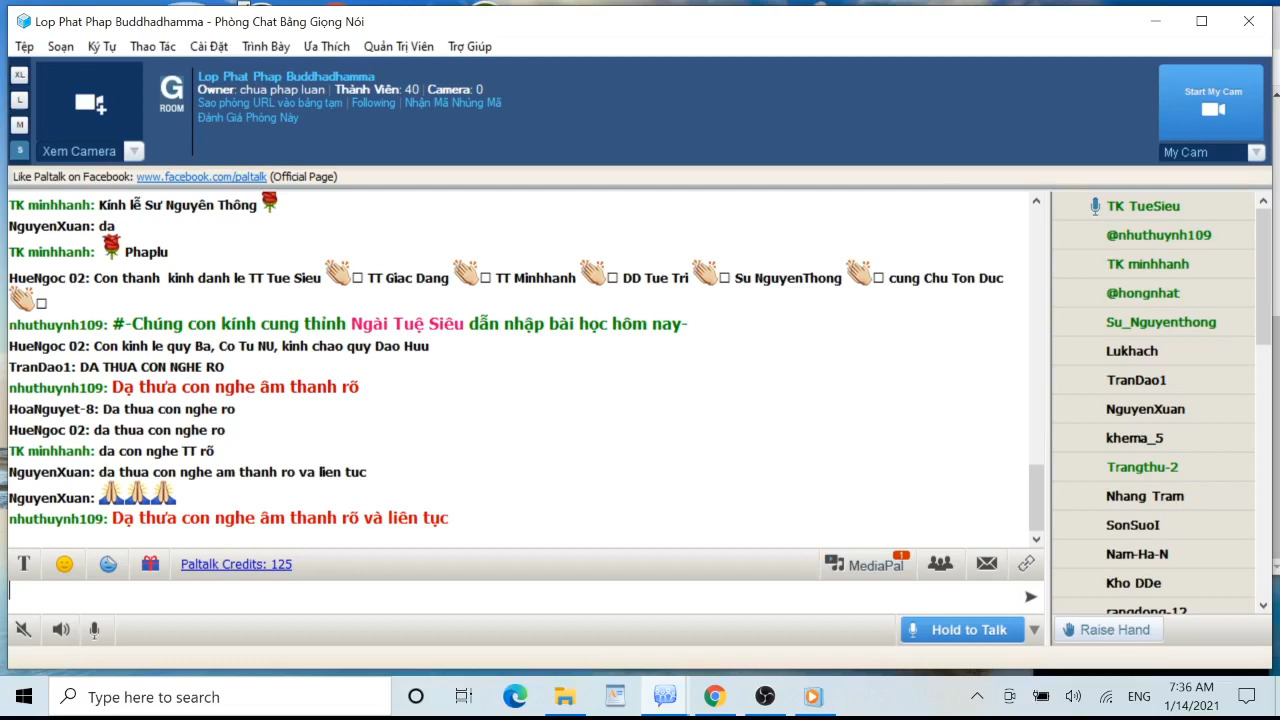 Lop Phat Phap Buddhadhamma - Phòng Chat Bằng Giọng Nói
Tệp Soạn Ký Tự Thao Tác Cài Đặt Trình Bày Ưa Thích Quản Trị Viên Trợ Giúp
XL
L
M
S
Xem Camera
G
ROOM
Lop Phat Phap Buddhadhamma
Owner: chua phap luan | Thành Viên: 40 | Camera: 0
Sao phòng URL vào bảng tạm | Following | Nhận Mã Nhúng Mã
Đánh Giá Phòng Này
Start My Cam
My Cam
Like Paltalk on Facebook: www.facebook.com/paltalk (Official Page)
TK minhhanh: Kính lễ Sư Nguyên Thông 🌹
NguyenXuan: da
TK minhhanh: 🌹 Phaplu
HueNgoc 02: Con thanh kinh danh le TT Tue Sieu 👏 TT Giac Dang 👏 TT Minhhanh 👏 DD Tue Tri 👏 Su NguyenThong 👏 cung Chu Ton Duc
👏
nhuthuynh109: #-Chúng con kính cung thỉnh Ngài Tuệ Siêu dẫn nhập bài học hôm nay-
HueNgoc 02: Con kinh le quy Ba, Co Tu NU, kinh chao quy Dao Huu
TranDao1: DA THUA CON NGHE RO
nhuthuynh109: Dạ thưa con nghe âm thanh rõ
HoaNguyet-8: Da thua con nghe ro
HueNgoc 02: da thua con nghe ro
TK minhhanh: da con nghe TT rõ
NguyenXuan: da thua con nghe am thanh ro va lien tuc
NguyenXuan: 🙏🙏🙏
nhuthuynh109: Dạ thưa con nghe âm thanh rõ và liên tục
TK TueSieu
@nhuthuynh109
TK minhhanh
@hongnhat
Su_Nguyenthong
Lukhach
TranDao1
NguyenXuan
khema_5
Trangthu-2
Nhang Tram
SonSuoI
Nam-Ha-N
Kho DDe
rangdong-12
T
Paltalk Credits: 125
MediaPal 1
Hold to Talk
Raise Hand
Type here to search
ENG
7:36 AM
1/14/2021